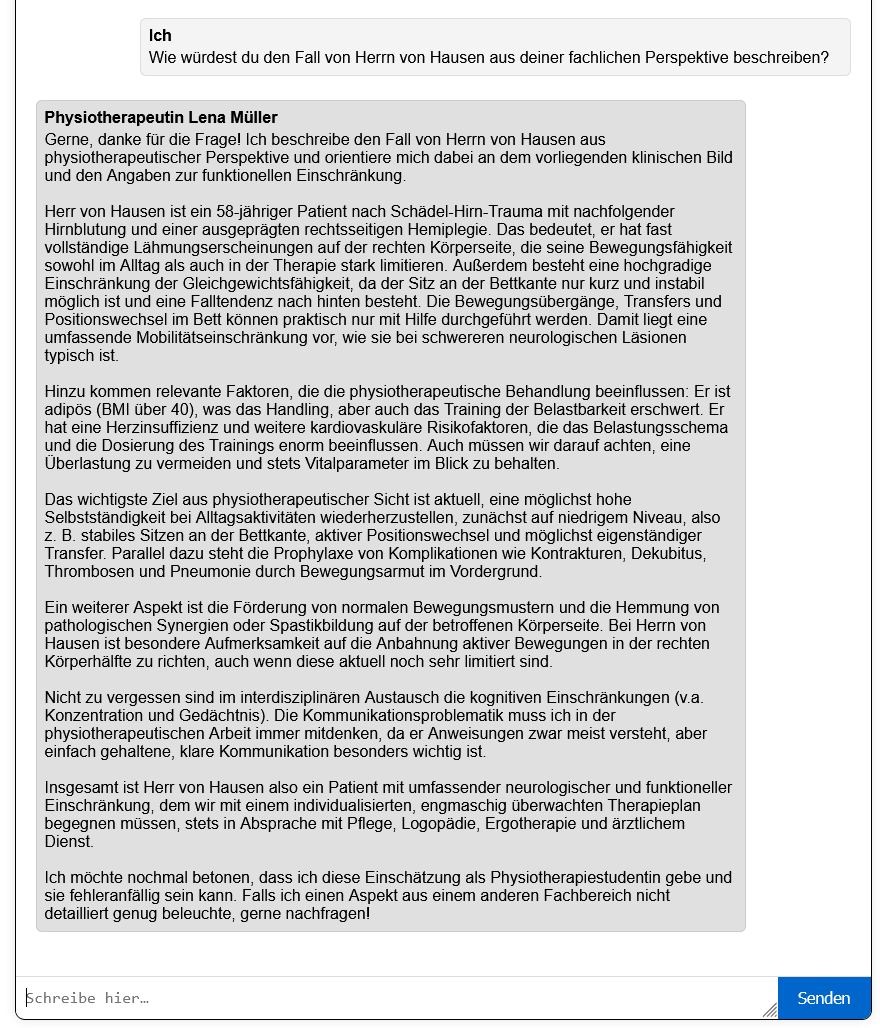 Ich
Wie würdest du den Fall von Herrn von Hausen aus deiner fachlichen Perspektive beschreiben?
Physiotherapeutin Lena Müller
Gerne, danke für die Frage! Ich beschreibe den Fall von Herrn von Hausen aus
physiotherapeutischer Perspektive und orientiere mich dabei an dem vorliegenden klinischen Bild
und den Angaben zur funktionellen Einschränkung.
Herr von Hausen ist ein 58-jähriger Patient nach Schädel-Hirn-Trauma mit nachfolgender
Hirnblutung und einer ausgeprägten rechtsseitigen Hemiplegie. Das bedeutet, er hat fast
vollständige Lähmungserscheinungen auf der rechten Körperseite, die seine Bewegungsfähigkeit
sowohl im Alltag als auch in der Therapie stark limitieren. Außerdem besteht eine hochgradige
Einschränkung der Gleichgewichtsfähigkeit, da der Sitz an der Bettkante nur kurz und instabil
möglich ist und eine Falltendenz nach hinten besteht. Die Bewegungsübergänge, Transfers und
Positionswechsel im Bett können praktisch nur mit Hilfe durchgeführt werden. Damit liegt eine
umfassende Mobilitätseinschränkung vor, wie sie bei schwereren neurologischen Läsionen
typisch ist.
Hinzu kommen relevante Faktoren, die die physiotherapeutische Behandlung beeinflussen: Er ist
adipös (BMI über 40), was das Handling, aber auch das Training der Belastbarkeit erschwert. Er
hat eine Herzinsuffizienz und weitere kardiovaskuläre Risikofaktoren, die das Belastungsschema
und die Dosierung des Trainings enorm beeinflussen. Auch müssen wir darauf achten, eine
Überlastung zu vermeiden und stets Vitalparameter im Blick zu behalten.
Das wichtigste Ziel aus physiotherapeutischer Sicht ist aktuell, eine möglichst hohe
Selbstständigkeit bei Alltagsaktivitäten wiederherzustellen, zunächst auf niedrigem Niveau, also
z. B. stabiles Sitzen an der Bettkante, aktiver Positionswechsel und möglichst eigenständiger
Transfer. Parallel dazu steht die Prophylaxe von Komplikationen wie Kontrakturen, Dekubitus,
Thrombosen und Pneumonie durch Bewegungsarmut im Vordergrund.
Ein weiterer Aspekt ist die Förderung von normalen Bewegungsmustern und die Hemmung von
pathologischen Synergien oder Spastikbildung auf der betroffenen Körperseite. Bei Herrn von
Hausen ist besondere Aufmerksamkeit auf die Anbahnung aktiver Bewegungen in der rechten
Körperhälfte zu richten, auch wenn diese aktuell noch sehr limitiert sind.
Nicht zu vergessen sind im interdisziplinären Austausch die kognitiven Einschränkungen (v.a.
Konzentration und Gedächtnis). Die Kommunikationsproblematik muss ich in der
physiotherapeutischen Arbeit immer mitdenken, da er Anweisungen zwar meist versteht, aber
einfach gehaltene, klare Kommunikation besonders wichtig ist.
Insgesamt ist Herr von Hausen also ein Patient mit umfassender neurologischer und funktioneller
Einschränkung, dem wir mit einem individualisierten, engmaschig überwachten Therapieplan
begegnen müssen, stets in Absprache mit Pflege, Logopädie, Ergotherapie und ärztlichem
Dienst.
Ich möchte nochmal betonen, dass ich diese Einschätzung als Physiotherapiestudentin gebe und
sie fehleranfällig sein kann. Falls ich einen Aspekt aus einem anderen Fachbereich nicht
detailliert genug beleuchte, gerne nachfragen!
Schreibe hier…
Senden